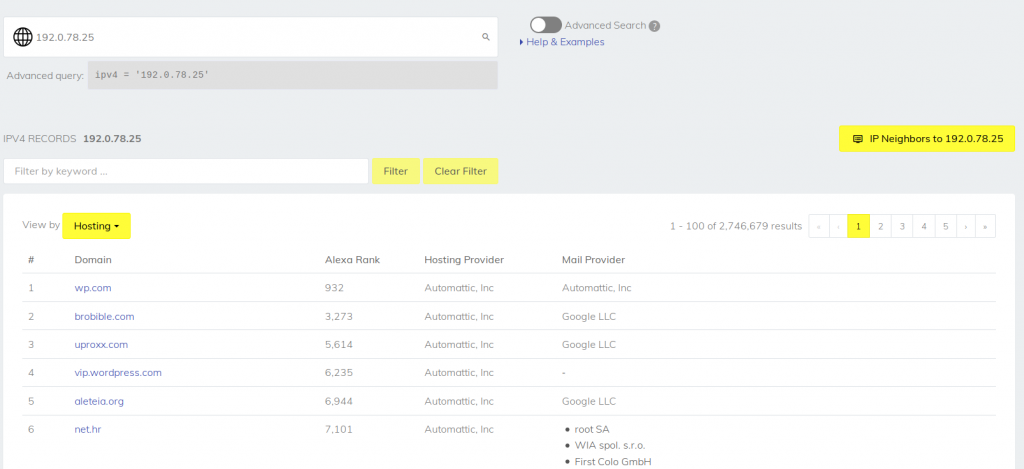 192.0.78.25
Advanced Search ?
Help & Examples
Advanced query: ipv4 = '192.0.78.25'
IPV4 RECORDS 192.0.78.25
IP Neighbors to 192.0.78.25
Filter by keyword ... Filter Clear Filter
View by Hosting 1 - 100 of 2,746,679 results « ‹ 1 2 3 4 5 › »
# Domain Alexa Rank Hosting Provider Mail Provider
1 wp.com 932 Automattic, Inc Automattic, Inc
2 brobible.com 3,273 Automattic, Inc Google LLC
3 uproxx.com 5,614 Automattic, Inc Google LLC
4 vip.wordpress.com 6,235 Automattic, Inc -
5 aleteia.org 6,944 Automattic, Inc Google LLC
6 net.hr 7,101 Automattic, Inc • root SA
• WIA spol. s.r.o.
• First Colo GmbH